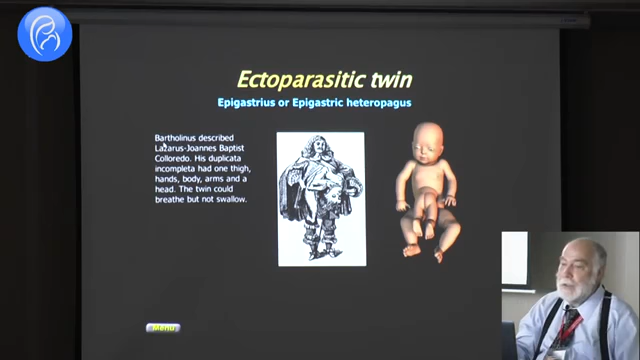 Ectoparasitic twin
Epigastrius or Epigastric heteropagus
Bartholinus described
Lazarus-Joannes Baptist
Colloredo. His duplicata
incompleta had one thigh,
hands, body, arms and a
head. The twin could
breathe but not swallow.
Menu